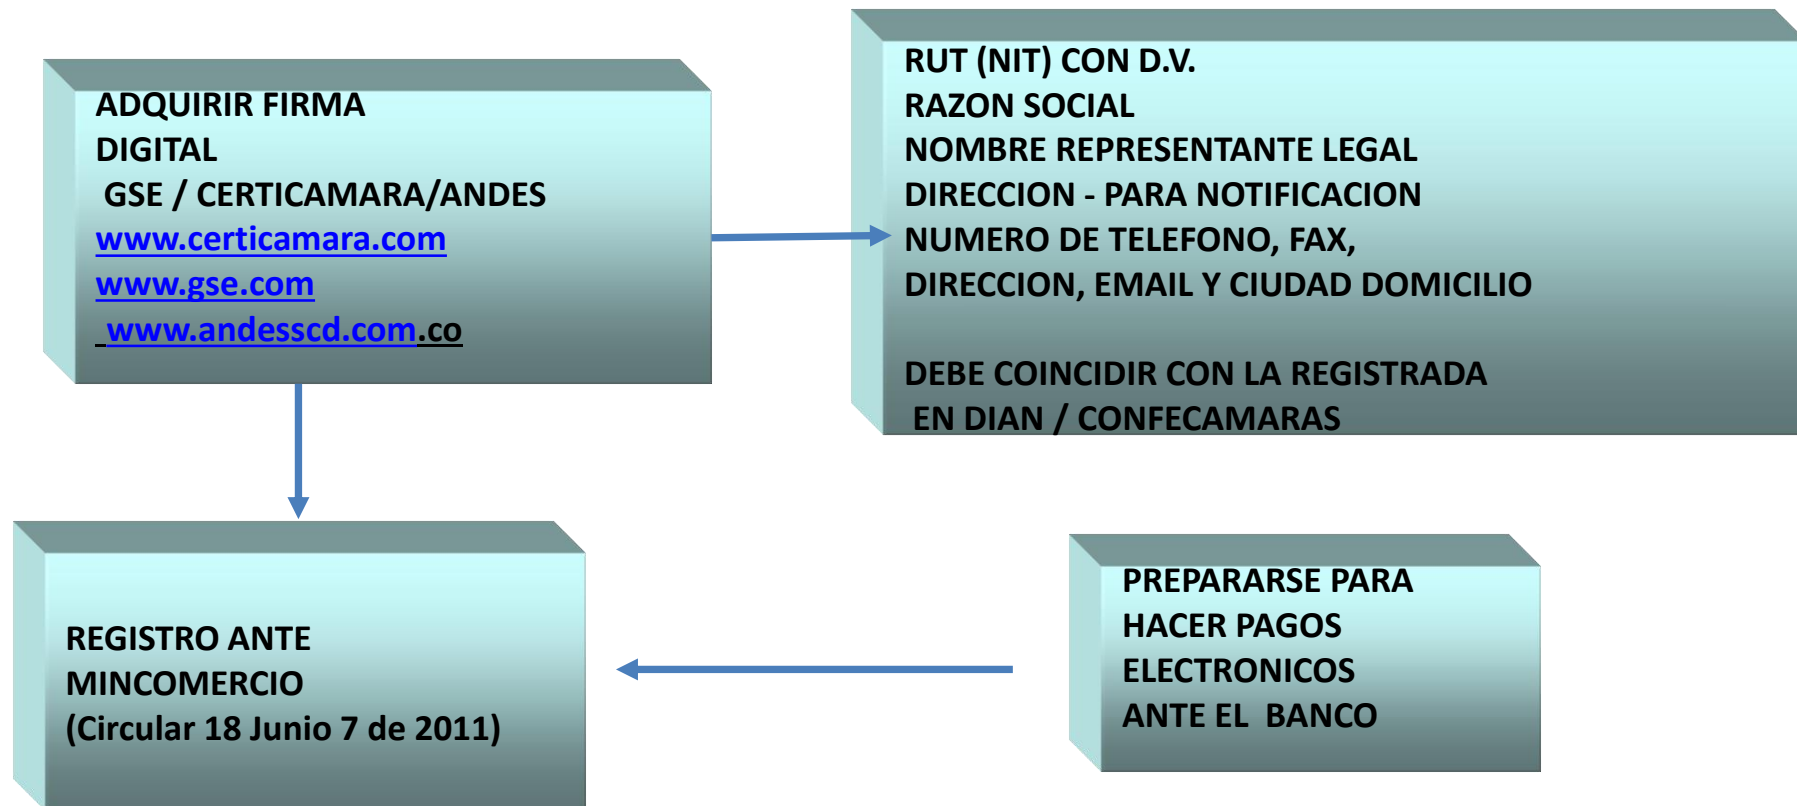 ADQUIRIR FIRMA
DIGITAL
GSE / CERTICAMARA/ANDES
www.certicamara.com
www.gse.com
www.andesscd.com.co
RUT (NIT) CON D.V.
RAZON SOCIAL
NOMBRE REPRESENTANTE LEGAL
DIRECCION - PARA NOTIFICACION
NUMERO DE TELEFONO, FAX,
DIRECCION, EMAIL Y CIUDAD DOMICILIO
DEBE COINCIDIR CON LA REGISTRADA
EN DIAN / CONFECAMARAS
REGISTRO ANTE
MINCOMERCIO
(Circular 18 Junio 7 de 2011)
PREPARARSE PARA
HACER PAGOS
ELECTRONICOS
ANTE EL BANCO